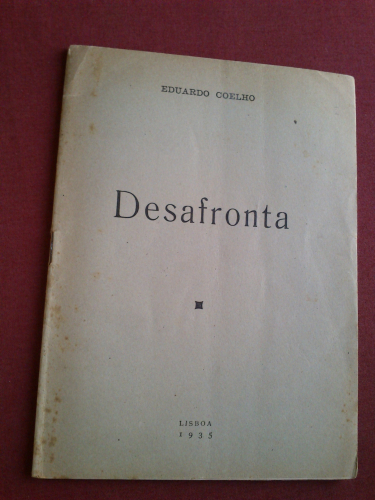 EDUARDO COELHO
Desafronta
LISBOA
1935